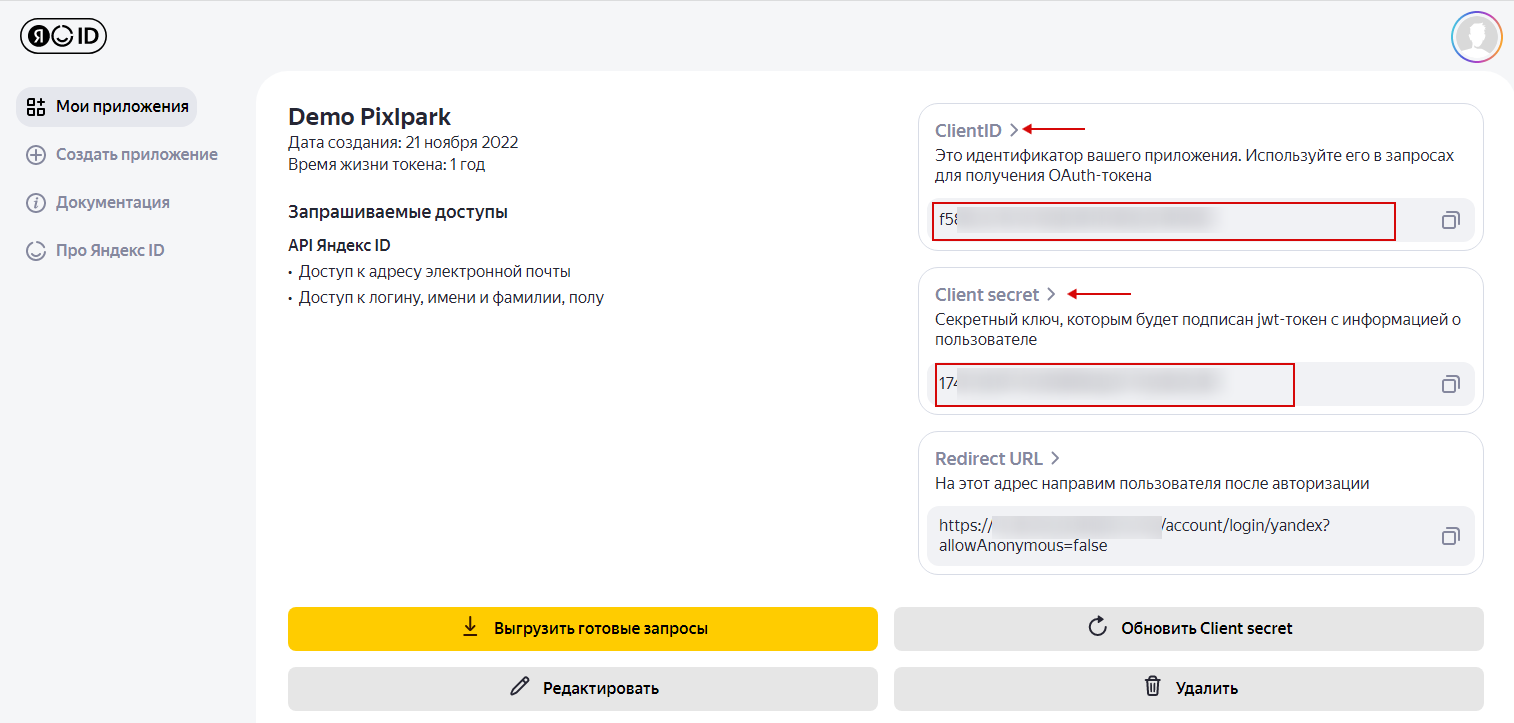 Я ID
Мои приложения
Создать приложение
Документация
Про Яндекс ID
Demo Pixlpark
Дата создания: 21 ноября 2022
Время жизни токена: 1 год
Запрашиваемые доступы
API Яндекс ID
• Доступ к адресу электронной почты
• Доступ к логину, имени и фамилии, полу
ClientID
Это идентификатор вашего приложения. Используйте его в запросах
для получения OAuth-токена
f58
Client secret
Секретный ключ, которым будет подписан jwt-токен с информацией о
пользователе
174
Redirect URL
На этот адрес направим пользователя после авторизации
https:// /account/login/yandex?
allowAnonymous=false
Выгрузить готовые запросы
Обновить Client secret
Редактировать
Удалить